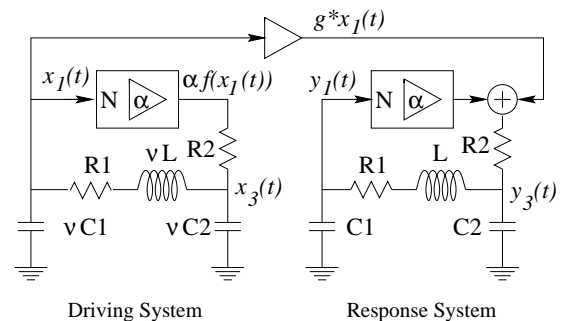 g*x1(t)
x1(t) N α αf(x1(t)) y1(t) N α +
R1 νL R2 x3(t) R1 L R2 y3(t)
νC1 νC2 C1 C2
Driving System Response System